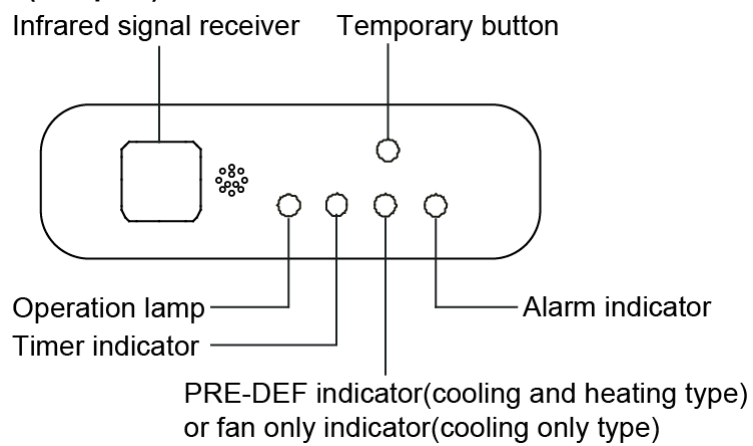 Infrared signal receiver
Temporary button
Operation lamp
Alarm indicator
Timer indicator
PRE-DEF indicator(cooling and heating type)
or fan only indicator(cooling only type)